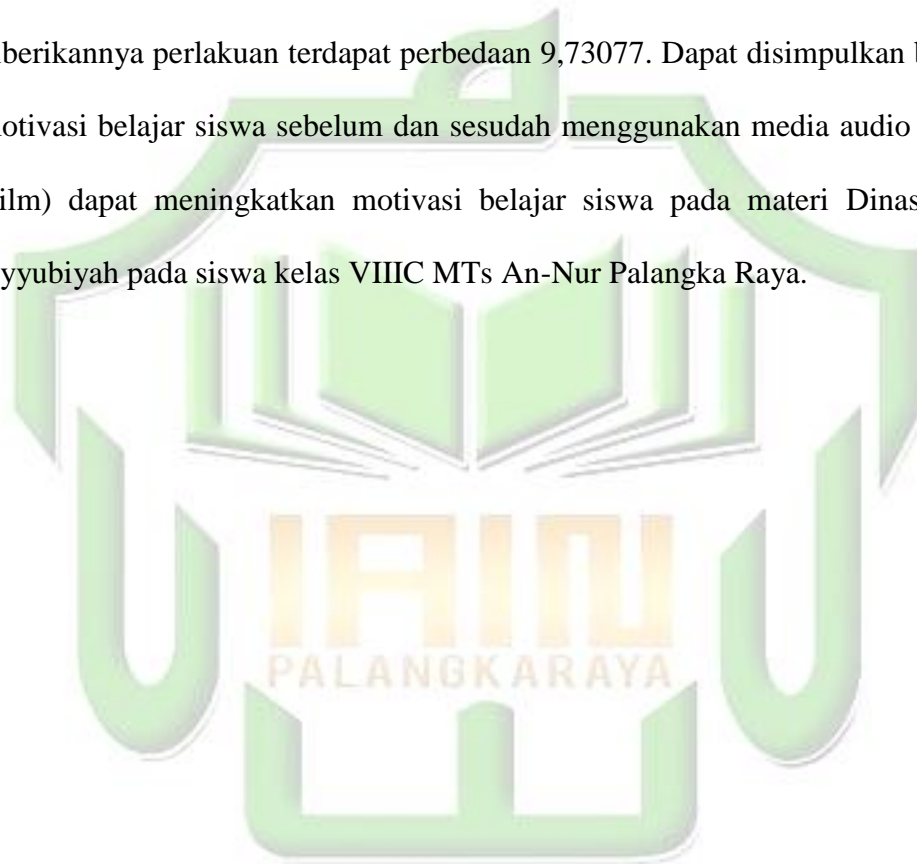 berikannya perlakuan terdapat perbedaan 9,73077. Dapat disimpulkan
otivasi belajar siswa sebelum dan sesudah menggunakan media audio
ilm) dapat meningkatkan motivasi belajar siswa pada materi Dinas
yyubiyah pada siswa kelas VIIIC MTs An-Nur Palangka Raya.
IAIN
PALANGKARAYA